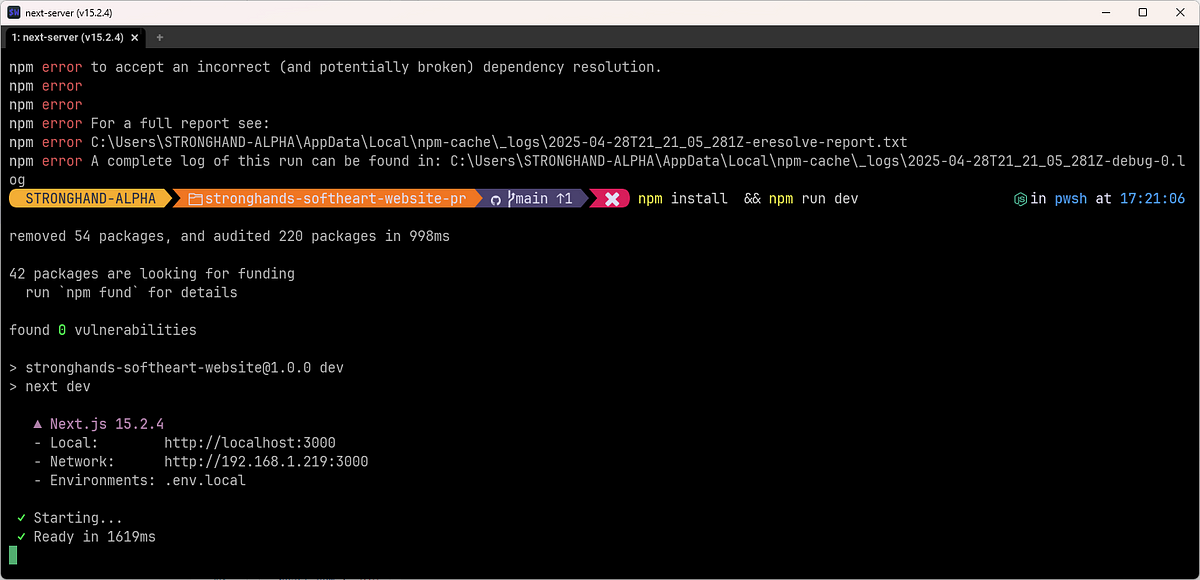 next-server (v15.2.4)
1: next-server (v15.2.4)
npm error to accept an incorrect (and potentially broken) dependency resolution.
npm error
npm error
npm error For a full report see:
npm error C:\Users\STRONGHAND-ALPHA\AppData\Local\npm-cache\_logs\2025-04-28T21_21_05_281Z-eresolve-report.txt
npm error A complete log of this run can be found in: C:\Users\STRONGHAND-ALPHA\AppData\Local\npm-cache\_logs\2025-04-28T21_21_05_281Z-debug-0.l
og
STRONGHAND-ALPHA stronghands-softheart-website-pr main ↑1 npm install  && npm run dev in pwsh at 17:21:06
removed 54 packages, and audited 220 packages in 998ms
42 packages are looking for funding
run `npm fund` for details
found 0 vulnerabilities
> stronghands-softheart-website@1.0.0 dev
> next dev
▲ Next.js 15.2.4
- Local: http://localhost:3000
- Network: http://192.168.1.219:3000
- Environments: .env.local
✓ Starting...
✓ Ready in 1619ms